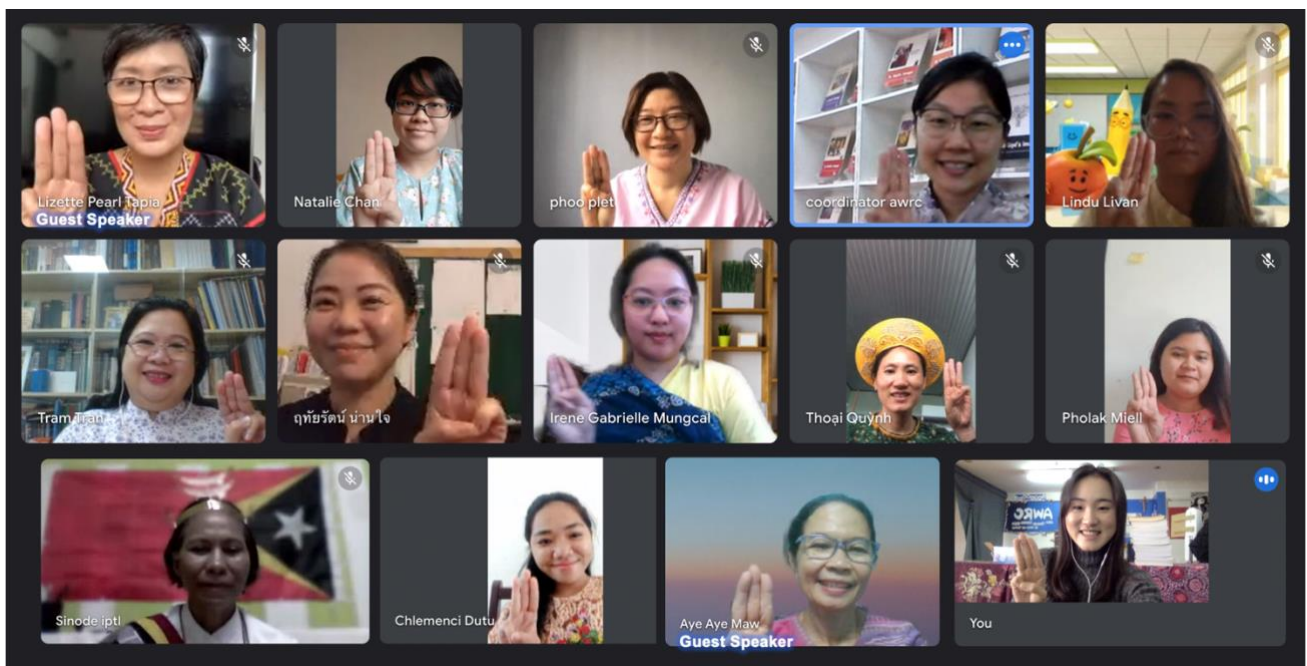 Lizette Pearl Tapia
Guest Speaker
Natalie Chan
phoo plet
coordinator awrc
Lindu Livan
Tram Tran
ฤทัยรัตน์ น่านใจ
Irene Gabrielle Mungcal
Thoại Quỳnh
Pholak Miell
Sinode iptl
Chlemenci Dutu
Aye Aye Maw
Guest Speaker
AWRC
You